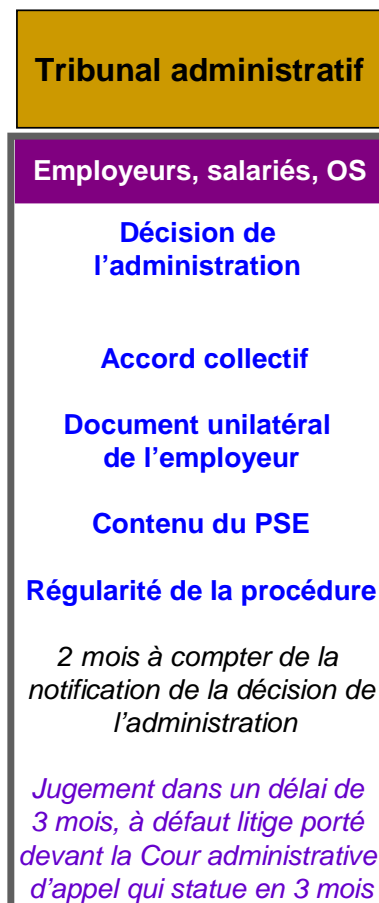 Tribunal administratif
Employeurs, salariés, OS
Décision de
l’administration
Accord collectif
Document unilatéral
de l’employeur
Contenu du PSE
Régularité de la procédure
2 mois à compter de la
notification de la décision de
l’administration
Jugement dans un délai de
3 mois, à défaut litige porté
devant la Cour administrative
d’appel qui statue en 3 mois